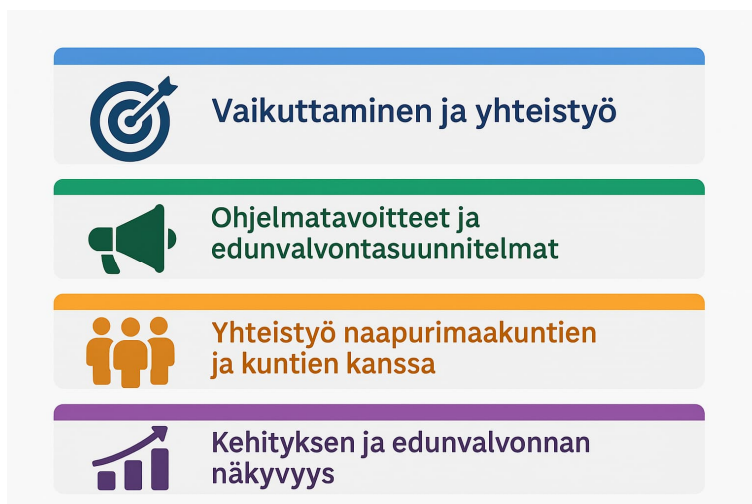 Vaikuttaminen ja yhteistyö
Ohjelmatavoitteet ja
edunvalvontasuunnitelmat
Yhteistyö naapurimaakuntien
ja kuntien kanssa
Kehityksen ja edunvalvonnan
näkyvyys